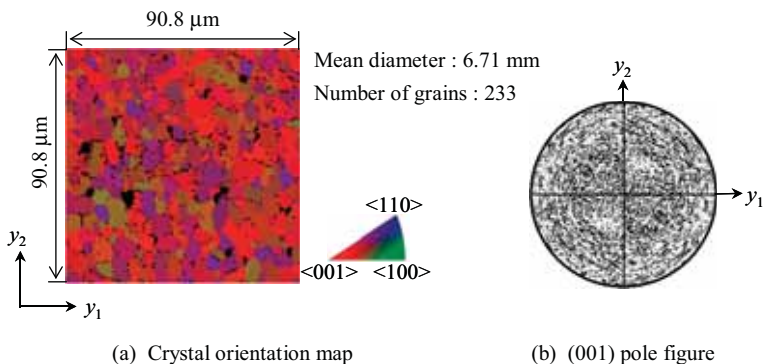 90.8 µm
90.8 µm
Mean diameter : 6.71 mm
Number of grains : 233
y2
y1
<110>
<001> <100>
y2
y1
(a) Crystal orientation map
(b) (001) pole figure